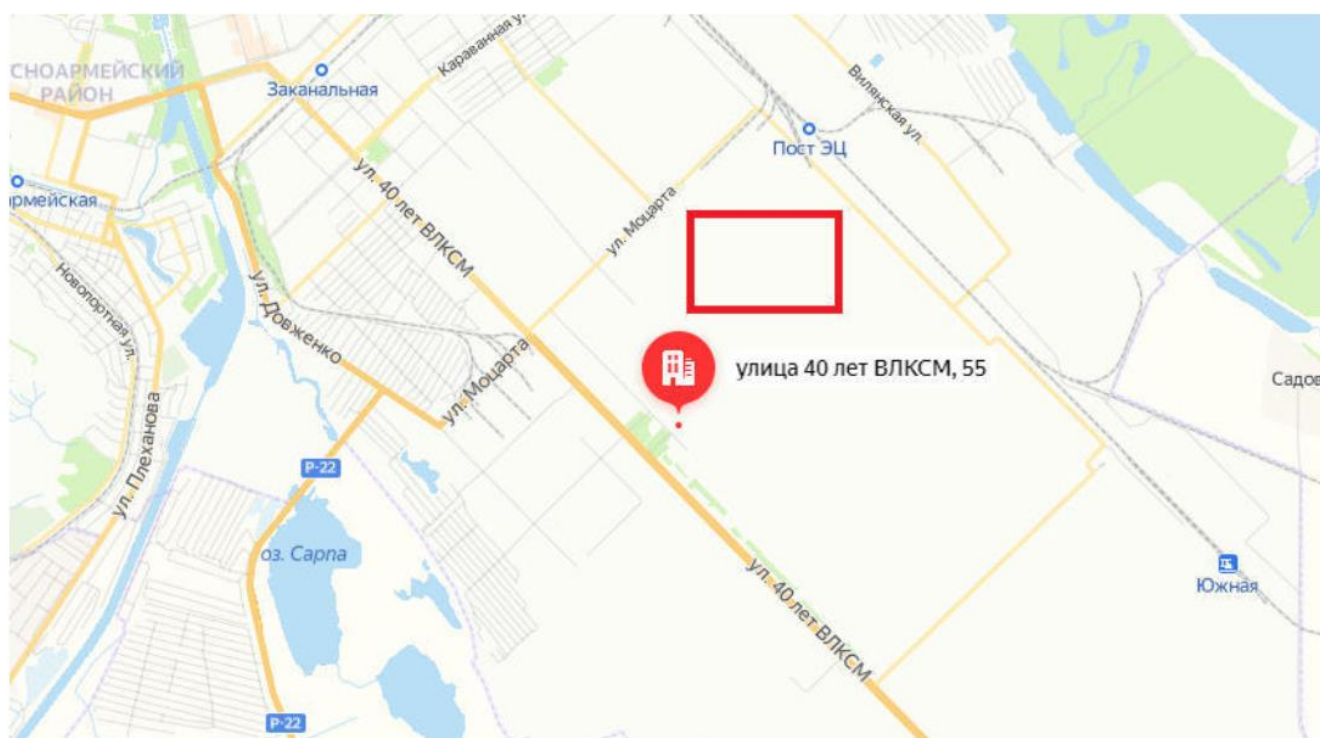 СНОАРМЕЙСКИЙ
РАЙОН
Заканальная
Караванная ул.
Вилянская ул.
Пост ЭЦ
рмейская
ул. 40 лет ВЛКСМ
ул. Моцарта
Новопортная ул.
ул. Довженко
улица 40 лет ВЛКСМ, 55
Садов
ул. Моцарта
ул. Плеханова
Р-22
оз. Сарпа
Южная
ул. 40 лет ВЛКСМ
Р-22